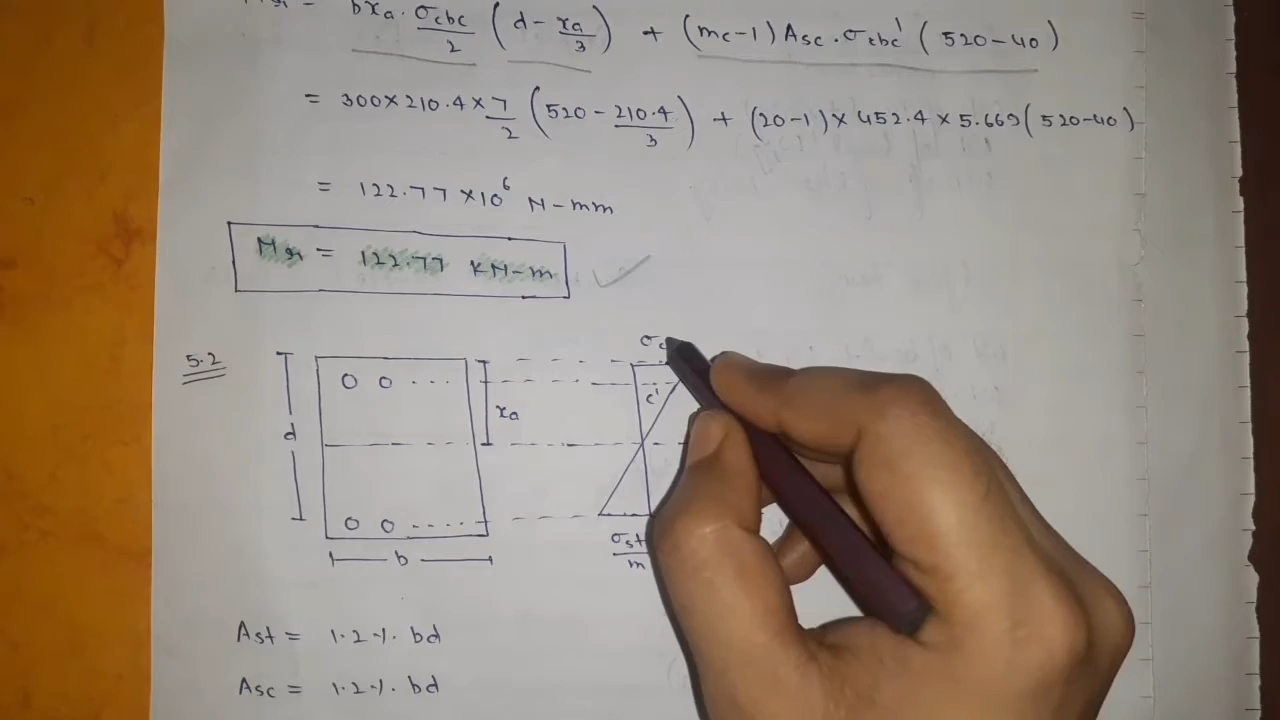 bxa . σcbc/2 ( d - xa/3 ) + (mc-1) Asc . σcbc' ( 520-40 )
= 300×210.4×7/2 ( 520 - 210.4/3 ) + (20-1)×452.4×5.669 ( 520-40 )
= 122.77 ×10⁶ N-mm
Mr = 122.77 KN-m
5.2
d
xa
c'
σst/m
b
Ast = 1.2 %. bd
Asc = 1.2 %. bd